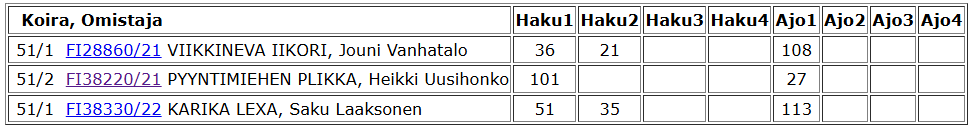 Koira, Omistaja Haku1 Haku2 Haku3 Haku4 Ajo1 Ajo2 Ajo3 Ajo4
51/1 FI28860/21 VIIKKINEVA IIKORI, Jouni Vanhatalo 36 21 108
51/2 FI38220/21 PYYNTIMIEHEN PLIKKA, Heikki Uusihonko 101 27
51/1 FI38330/22 KARIKA LEXA, Saku Laaksonen 51 35 113